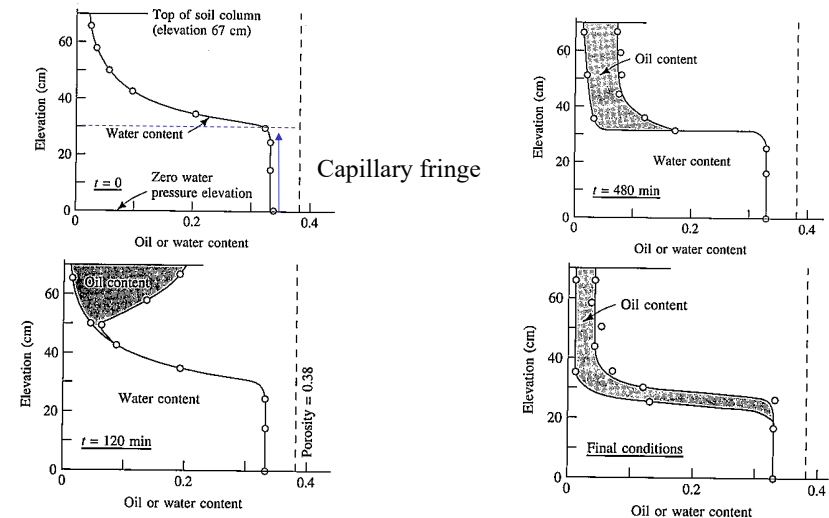 Top of soil column
(elevation 67 cm)
60
40
20
0
Elevation (cm)
Water content
t = 0
Zero water
pressure elevation
0
0.2
0.4
Oil or water content
Capillary fringe
60
40
20
0
Elevation (cm)
Oil content
Water content
t = 480 min
0
0.2
0.4
Oil or water content
60
40
20
0
Elevation (cm)
Oil content
Water content
t = 120 min
Porosity = 0.38
0
0.2
0.4
Oil or water content
60
40
20
0
Elevation (cm)
Oil content
Final conditions
0
0.2
0.4
Oil or water content